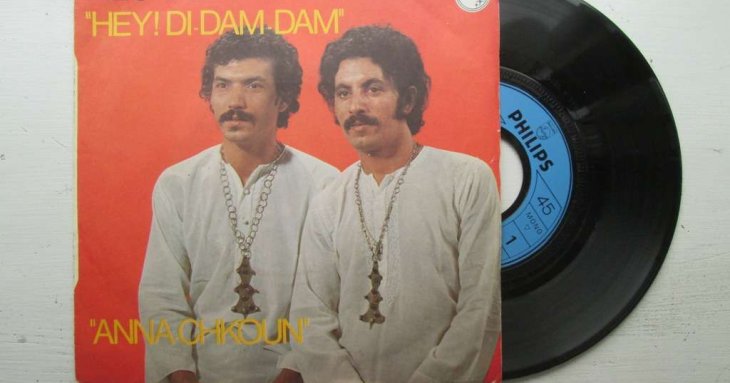 "HEY! DI-DAM-DAM"
"ANNA CHKOUN"
PHILIPS
45
MONO
1